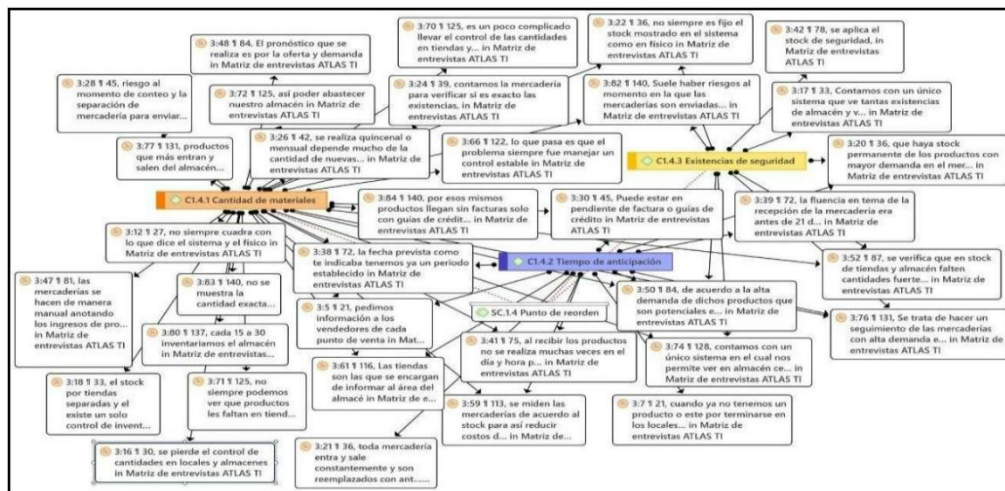 3:70 ¶ 125, es un poco complicado
llevar el control de las cantidades
en tiendas y... in Matriz de
entrevistas ATLAS TI
3:22 ¶ 36, no siempre es fijo el
stock mostrado en el sistema
como en físico in Matriz de
entrevistas ATLAS TI
3:42 ¶ 78, se aplica el
stock de seguridad, in
Matriz de entrevistas
ATLAS TI
3:48 ¶ 84, El pronóstico que se
realiza es por la oferta y demanda
in Matriz de entrevistas ATLAS TI
3:28 ¶ 45, riesgo al
momento de conteo y la
separación de
mercadería para enviar...
3:72 ¶ 125, así poder abastecer
nuestro almacén in Matriz de
entrevistas ATLAS TI
3:24 ¶ 39, contamos la mercadería
para verificar si es exacto las
existencias, in Matriz de
entrevistas ATLAS TI
3:82 ¶ 140, Suele haber riesgos al
momento en la que las
mercaderías son enviadas... in
Matriz de entrevistas ATLAS TI
3:17 ¶ 33, Contamos con un único
sistema que ve tantas existencias
de almacén y v... in Matriz de
entrevistas ATLAS TI
3:77 ¶ 131, productos
que más entran y
salen del almacén...
3:26 ¶ 42, se realiza quincenal o
mensual depende mucho de la
cantidad de nuevas... in Matriz de
entrevistas ATLAS TI
3:66 ¶ 122, lo que pasa es que el
problema siempre fue manejar un
control estable in Matriz de
entrevistas ATLAS TI
C1.4.3 Existencias de seguridad
3:20 ¶ 36, que haya stock
permanente de los productos con
mayor demanda en el mer... in
Matriz de entrevistas ATLAS TI
C1.4.1 Cantidad de materiales
3:84 ¶ 140, por esos mismos
productos llegan sin facturas solo
con guías de crédit... in Matriz de
entrevistas ATLAS TI
3:30 ¶ 45, Puede estar en
pendiente de factura o guías de
crédito in Matriz de entrevistas
ATLAS TI
3:39 ¶ 72, la fluencia en tema de la
recepción de la mercadería era
antes de 21 d... in Matriz de
entrevistas ATLAS TI
3:12 ¶ 27, no siempre cuadra con
lo que dice el sistema y el físico in
Matriz de entrevistas ATLAS TI
3:38 ¶ 72, la fecha prevista como
te indicaba tenemos ya un periodo
establecido in Matriz de
entrevistas ATLAS TI
C1.4.2 Tiempo de anticipación
3:52 ¶ 87, se verifica que en stock
de tiendas y almacén falten
cantidades fuerte... in Matriz de
entrevistas ATLAS TI
3:47 ¶ 81, las
mercaderías se
hacen de manera
manual anotando
los ingresos de pro...
in Matriz de
entrevistas ATLAS TI
3:83 ¶ 140, no se
muestra la
cantidad exacta...
3:5 ¶ 21, pedimos
información a los
vendedores de cada
punto de venta in Mat...
SC.1.4 Punto de reorden
3:50 ¶ 84, de acuerdo a la alta
demanda de dichos productos que
son potenciales e... in Matriz de
entrevistas ATLAS TI
3:76 ¶ 131, Se trata de hacer un
seguimiento de las mercaderías
con alta demanda e... in Matriz de
entrevistas ATLAS TI
3:80 ¶ 137, cada 15 a 30
inventariamos el almacén
in Matriz de entrevistas...
3:41 ¶ 75, al recibir los productos
no se realiza muchas veces en el
día y hora p... in Matriz de
entrevistas ATLAS TI
3:74 ¶ 128, contamos con un
único sistema en el cual nos
permite ver en almacén ce... in
Matriz de entrevistas ATLAS TI
3:61 ¶ 116, Las tiendas
son las que se encargan
de informar al área del
almacé in Matriz de e...
3:18 ¶ 33, el stock
por tiendas
separadas y el
existe un solo
control de invent...
3:71 ¶ 125, no
siempre podemos
ver que productos
les faltan en tiend...
3:59 ¶ 113, se miden las
mercaderías de acuerdo al
stock para así reducir
costos d... in Matriz de...
3:7 ¶ 21, cuando ya no tenemos un
producto o este por terminarse en
los locales... in Matriz de
entrevistas ATLAS TI
3:16 ¶ 30, se pierde el control de
cantidades en locales y almacenes
in Matriz de entrevistas ATLAS TI
3:21 ¶ 36, toda mercadería
entra y sale
constantemente y son
reemplazados con ant......